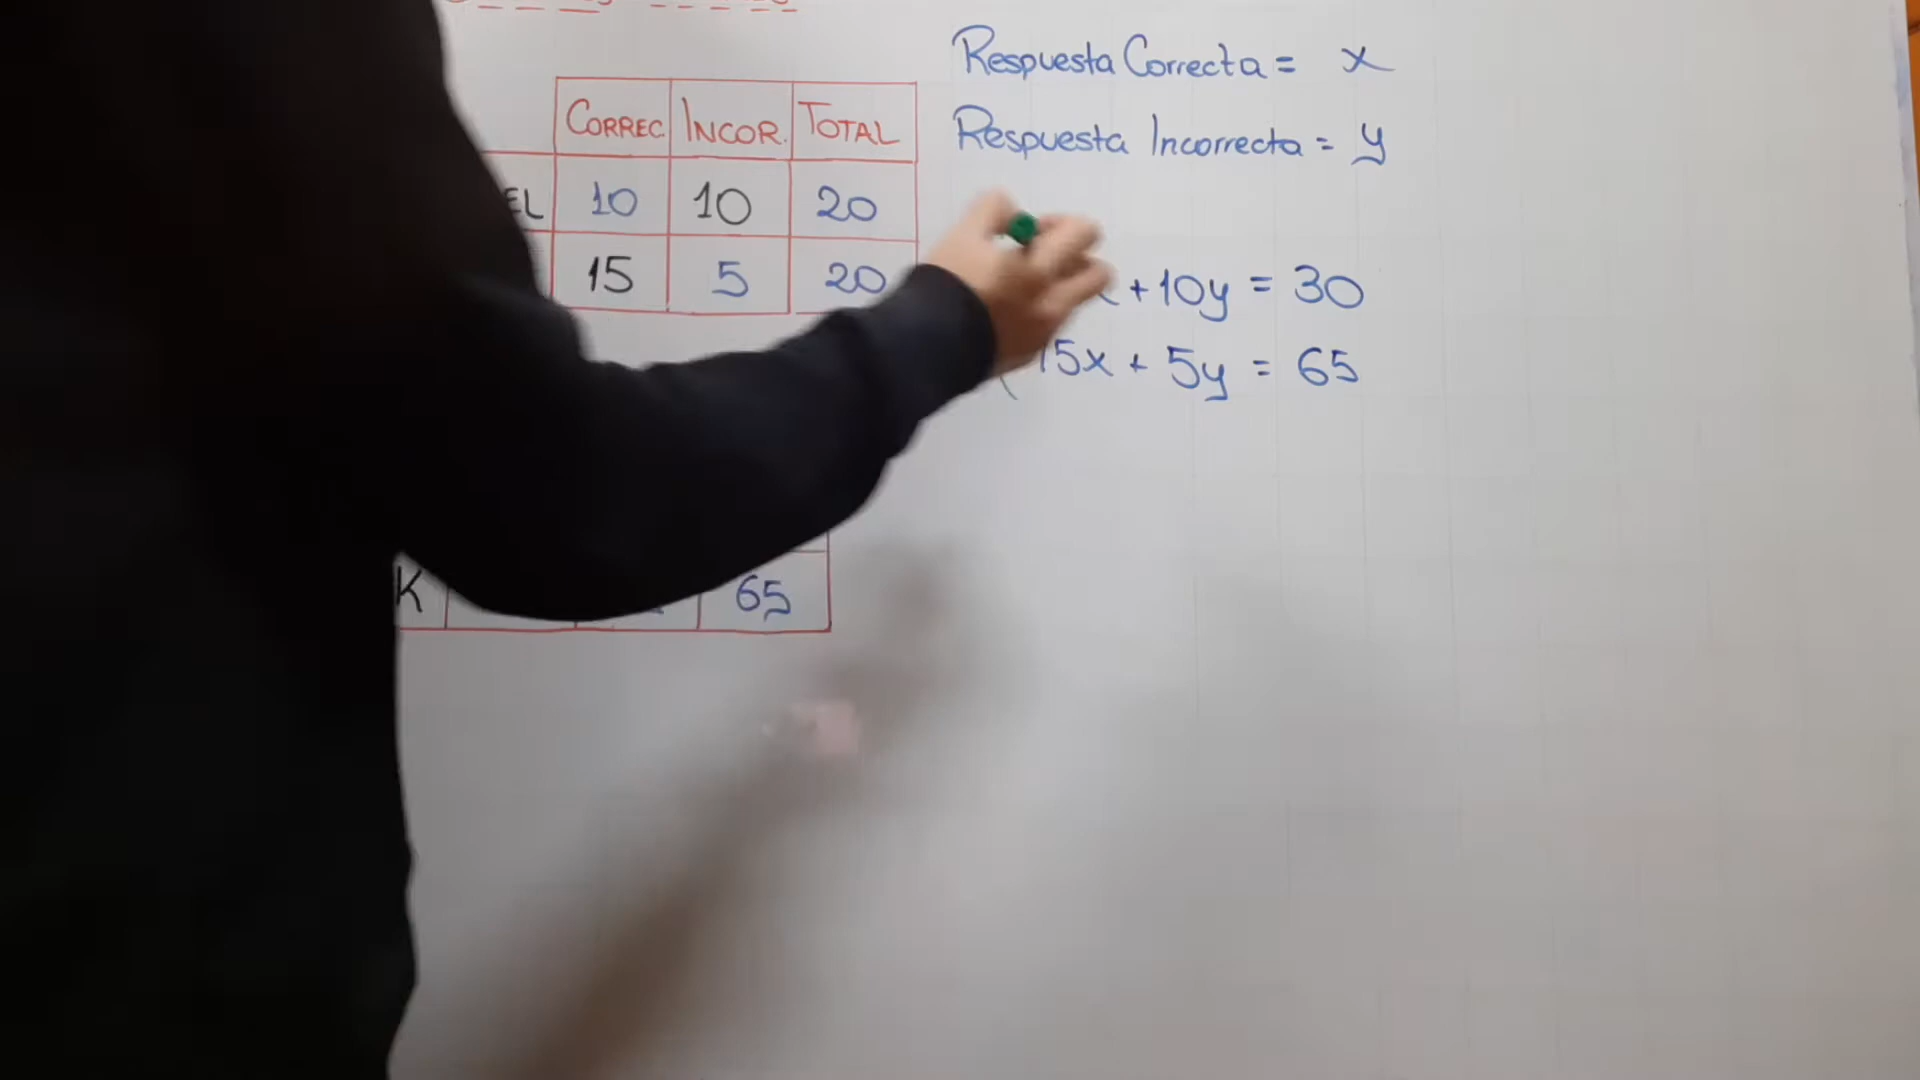 CORREC. INCOR. TOTAL
EL 10 10 20
15 5 20
K 65
Respuesta Correcta = x
Respuesta Incorrecta = y
x + 10y = 30
15x + 5y = 65